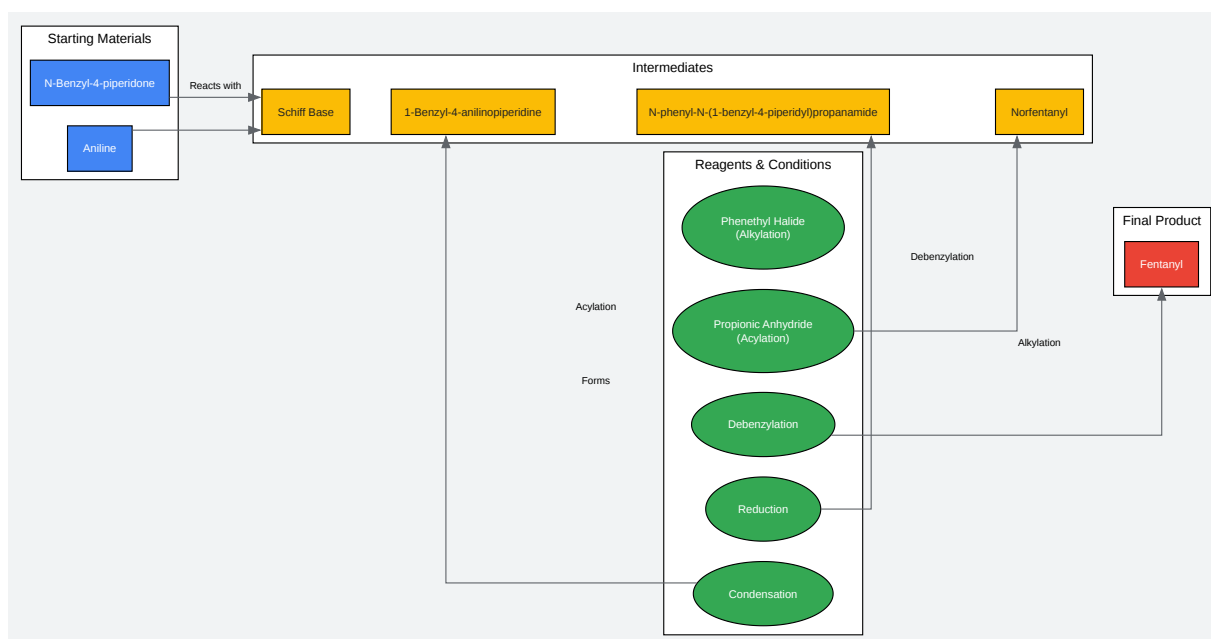 Starting Materials
N-Benzyl-4-piperidone
Aniline
Reacts with
Intermediates
Schiff Base
1-Benzyl-4-anilinopiperidine
N-phenyl-N-(1-benzyl-4-piperidyl)propanamide
Norfentanyl
Reagents & Conditions
Phenethyl Halide
(Alkylation)
Propionic Anhydride
(Acylation)
Debenzylation
Reduction
Condensation
Acylation
Forms
Debenzylation
Alkylation
Final Product
Fentanyl